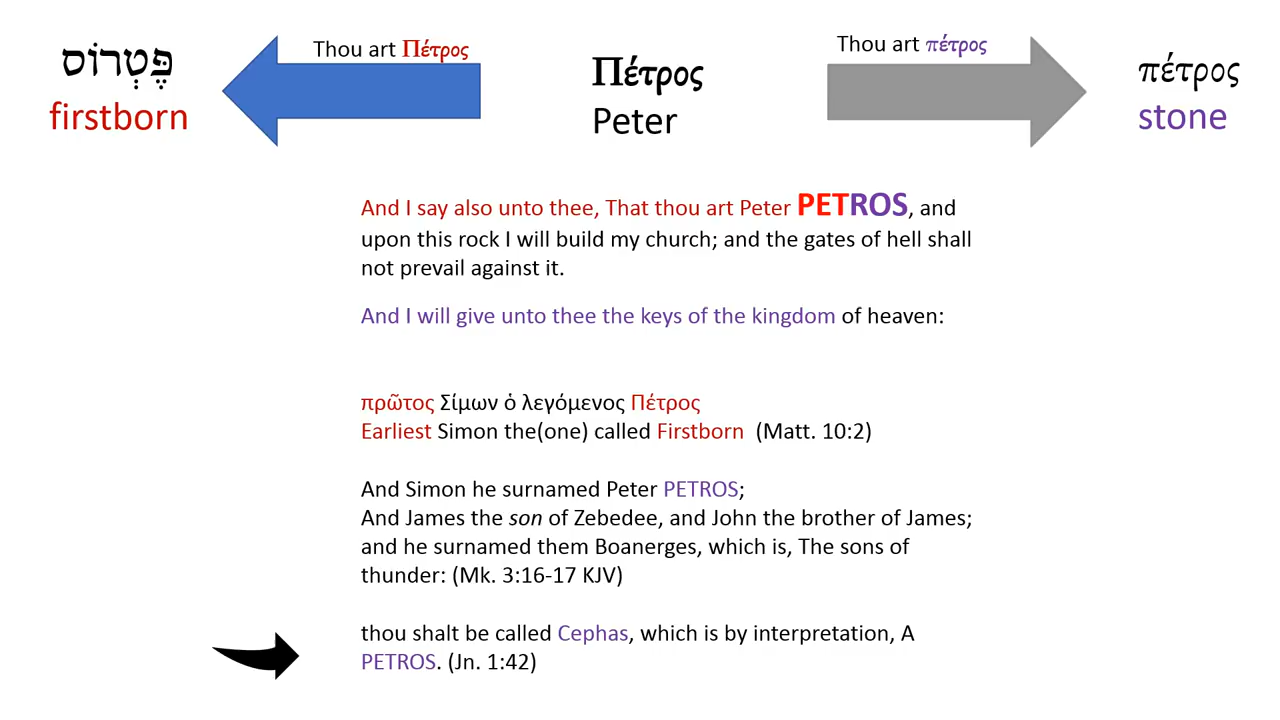 פֶּטְרוֹס
firstborn
Thou art Πέτρος
Πέτρος
Peter
Thou art πέτρος
πέτρος
stone
And I say also unto thee, That thou art Peter PETROS, and
upon this rock I will build my church; and the gates of hell shall
not prevail against it.
And I will give unto thee the keys of the kingdom of heaven:
πρῶτος Σίμων ὁ λεγόμενος Πέτρος
Earliest Simon the(one) called Firstborn (Matt. 10:2)
And Simon he surnamed Peter PETROS;
And James the son of Zebedee, and John the brother of James;
and he surnamed them Boanerges, which is, The sons of
thunder: (Mk. 3:16-17 KJV)
thou shalt be called Cephas, which is by interpretation, A
PETROS. (Jn. 1:42)